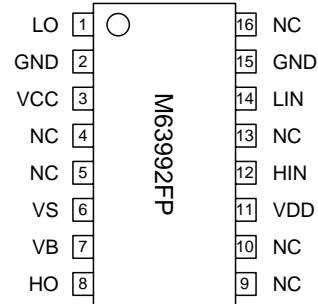 LO 1 16 NC
GND 2 15 GND
VCC 3 14 LIN
NC 4 13 NC
NC 5 12 HIN
VS 6 11 VDD
VB 7 10 NC
HO 8 9 NC
M63992FP